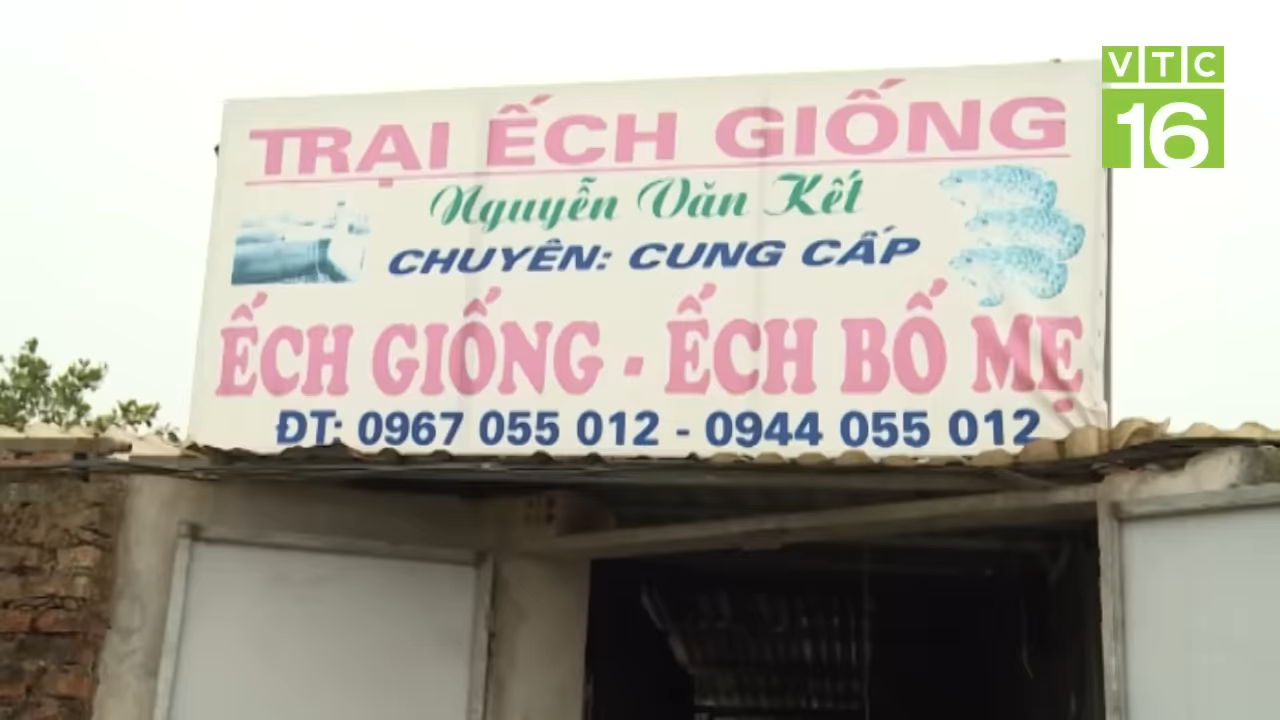 VTC
16
TRẠI ẾCH GIỐNG
Nguyễn Văn Kết
CHUYÊN: CUNG CẤP
ẾCH GIỐNG - ẾCH BỐ MẸ
ĐT: 0967 055 012 - 0944 055 012